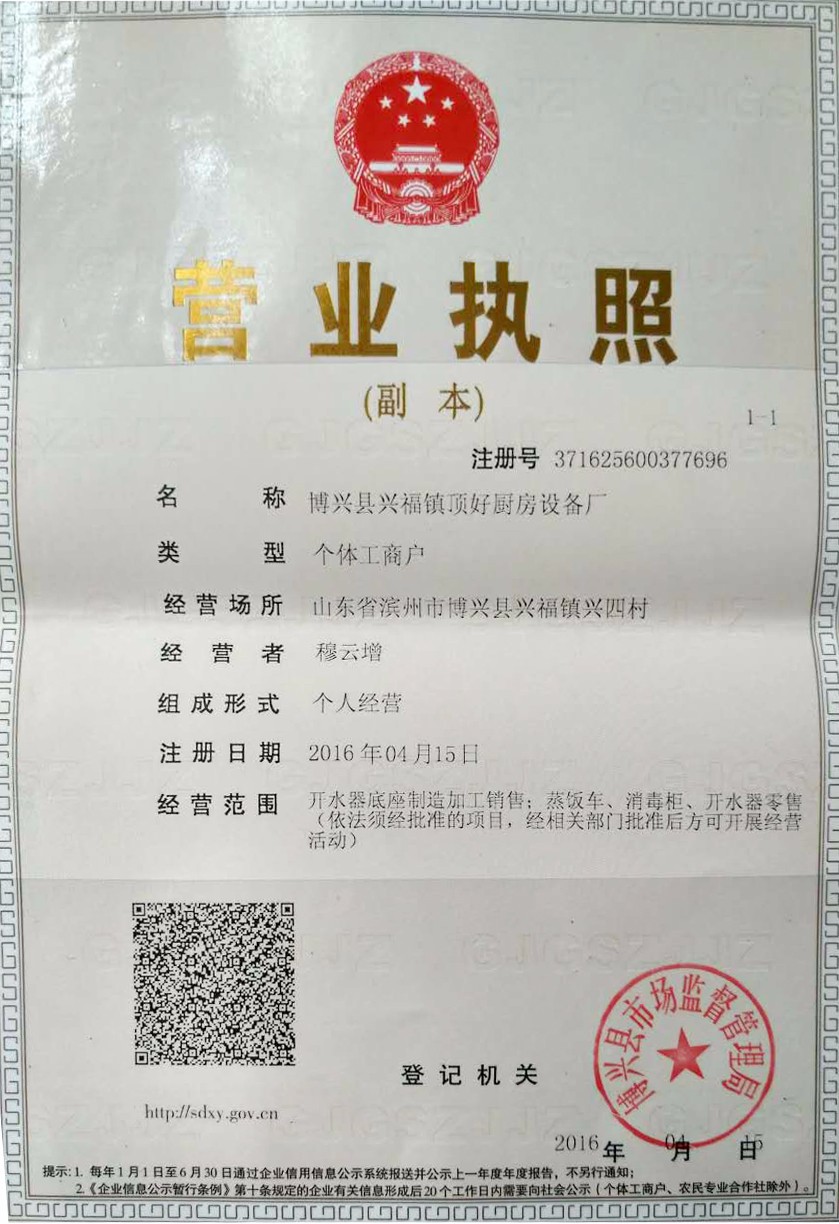 营业执照
(副 本)
1-1
注册号 371625600377696
名 称 博兴县兴福镇顶好厨房设备厂
类 型 个体工商户
经营场所 山东省滨州市博兴县兴福镇兴四村
经 营 者 穆云增
组成形式 个人经营
注册日期 2016年04月15日
经营范围 开水器底座制造加工销售；蒸饭车、消毒柜、开水器零售
（依法须经批准的项目，经相关部门批准后方可开展经营
活动）
登记机关
博兴县市场监督管理局
http://sdxy.gov.cn
2016年 04月 15日
提示：1. 每年1月1日至6月30日通过企业信用信息公示系统报送并公示上一年度年度报告，不另行通知；
2.《企业信息公示暂行条例》第十条规定的企业有关信息形成后20个工作日内需要向社会公示（个体工商户、农民专业合作社除外）。